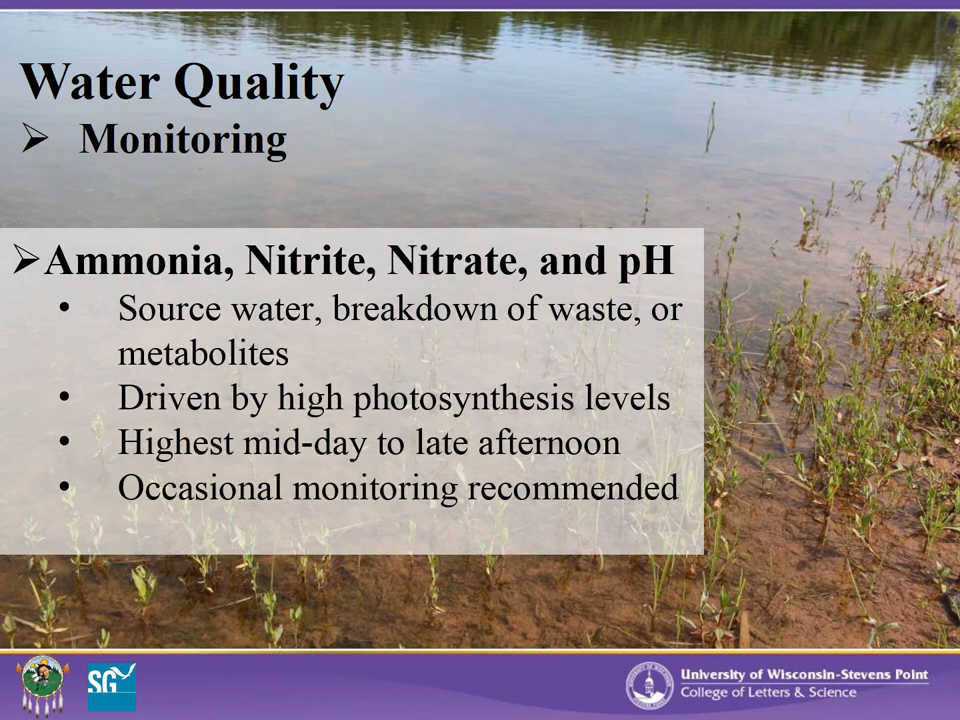 Water Quality
➢ Monitoring
➢Ammonia, Nitrite, Nitrate, and pH
• Source water, breakdown of waste, or
metabolites
• Driven by high photosynthesis levels
• Highest mid-day to late afternoon
• Occasional monitoring recommended
SG
University of Wisconsin-Stevens Point
College of Letters & Science